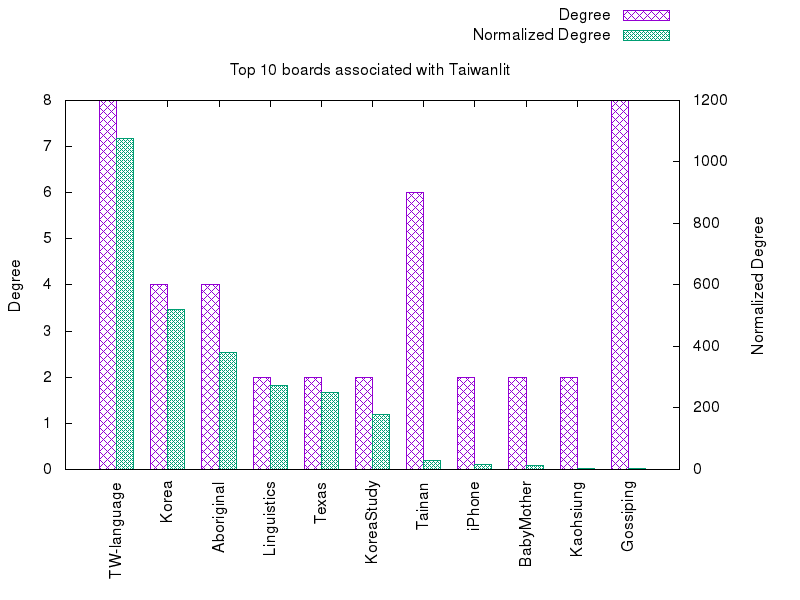 Degree
Normalized Degree
Top 10 boards associated with Taiwanlit
8
7
6
5
4
3
2
1
0
Degree
1200
1000
800
600
400
200
0
Normalized Degree
TW-language
Korea
Aboriginal
Linguistics
Texas
KoreaStudy
Tainan
iPhone
BabyMother
Kaohsiung
Gossiping